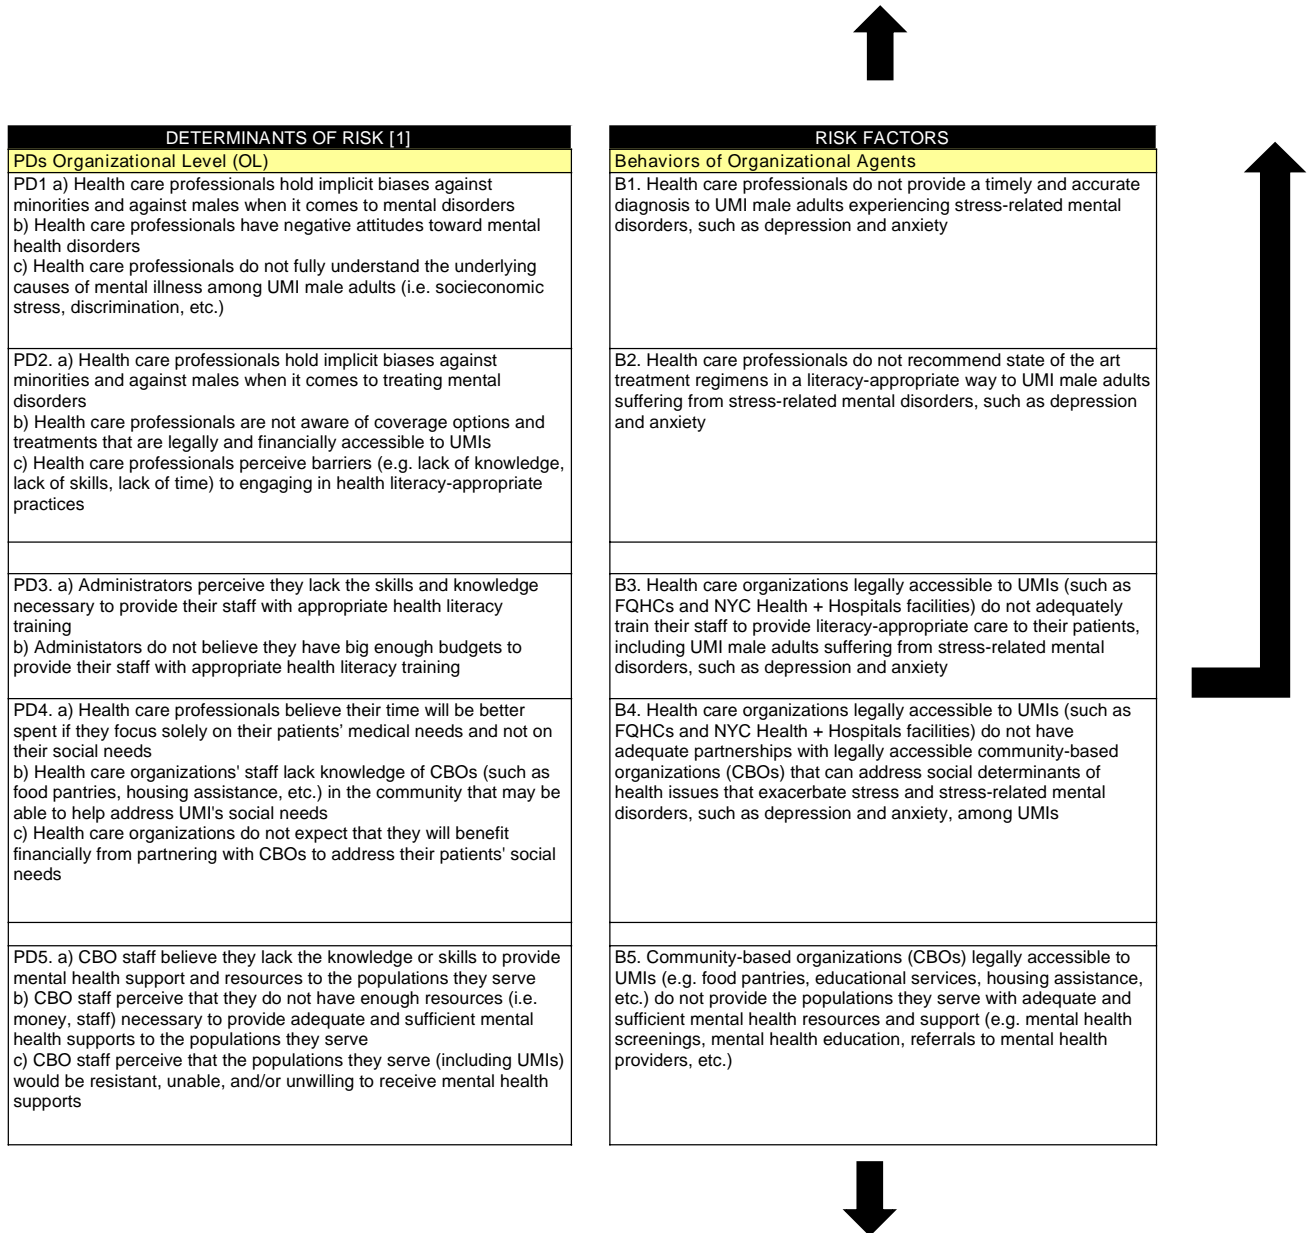 DETERMINANTS OF RISK [1]
PDs Organizational Level (OL)
PD1 a) Health care professionals hold implicit biases against
minorities and against males when it comes to mental disorders
b) Health care professionals have negative attitudes toward mental
health disorders
c) Health care professionals do not fully understand the underlying
causes of mental illness among UMI male adults (i.e. socieconomic
stress, discrimination, etc.)
PD2. a) Health care professionals hold implicit biases against
minorities and against males when it comes to treating mental
disorders
b) Health care professionals are not aware of coverage options and
treatments that are legally and financially accessible to UMIs
c) Health care professionals perceive barriers (e.g. lack of knowledge,
lack of skills, lack of time) to engaging in health literacy-appropriate
practices
PD3. a) Administrators perceive they lack the skills and knowledge
necessary to provide their staff with appropriate health literacy
training
b) Administators do not believe they have big enough budgets to
provide their staff with appropriate health literacy training
PD4. a) Health care professionals believe their time will be better
spent if they focus solely on their patients' medical needs and not on
their social needs
b) Health care organizations' staff lack knowledge of CBOs (such as
food pantries, housing assistance, etc.) in the community that may be
able to help address UMI's social needs
c) Health care organizations do not expect that they will benefit
financially from partnering with CBOs to address their patients' social
needs
PD5. a) CBO staff believe they lack the knowledge or skills to provide
mental health support and resources to the populations they serve
b) CBO staff perceive that they do not have enough resources (i.e.
money, staff) necessary to provide adequate and sufficient mental
health supports to the populations they serve
c) CBO staff perceive that the populations they serve (including UMIs)
would be resistant, unable, and/or unwilling to receive mental health
supports
RISK FACTORS
Behaviors of Organizational Agents
B1. Health care professionals do not provide a timely and accurate
diagnosis to UMI male adults experiencing stress-related mental
disorders, such as depression and anxiety
B2. Health care professionals do not recommend state of the art
treatment regimens in a literacy-appropriate way to UMI male adults
suffering from stress-related mental disorders, such as depression
and anxiety
B3. Health care organizations legally accessible to UMIs (such as
FQHCs and NYC Health + Hospitals facilities) do not adequately
train their staff to provide literacy-appropriate care to their patients,
including UMI male adults suffering from stress-related mental
disorders, such as depression and anxiety
B4. Health care organizations legally accessible to UMIs (such as
FQHCs and NYC Health + Hospitals facilities) do not have
adequate partnerships with legally accessible community-based
organizations (CBOs) that can address social determinants of
health issues that exacerbate stress and stress-related mental
disorders, such as depression and anxiety, among UMIs
B5. Community-based organizations (CBOs) legally accessible to
UMIs (e.g. food pantries, educational services, housing assistance,
etc.) do not provide the populations they serve with adequate and
sufficient mental health resources and support (e.g. mental health
screenings, mental health education, referrals to mental health
providers, etc.)